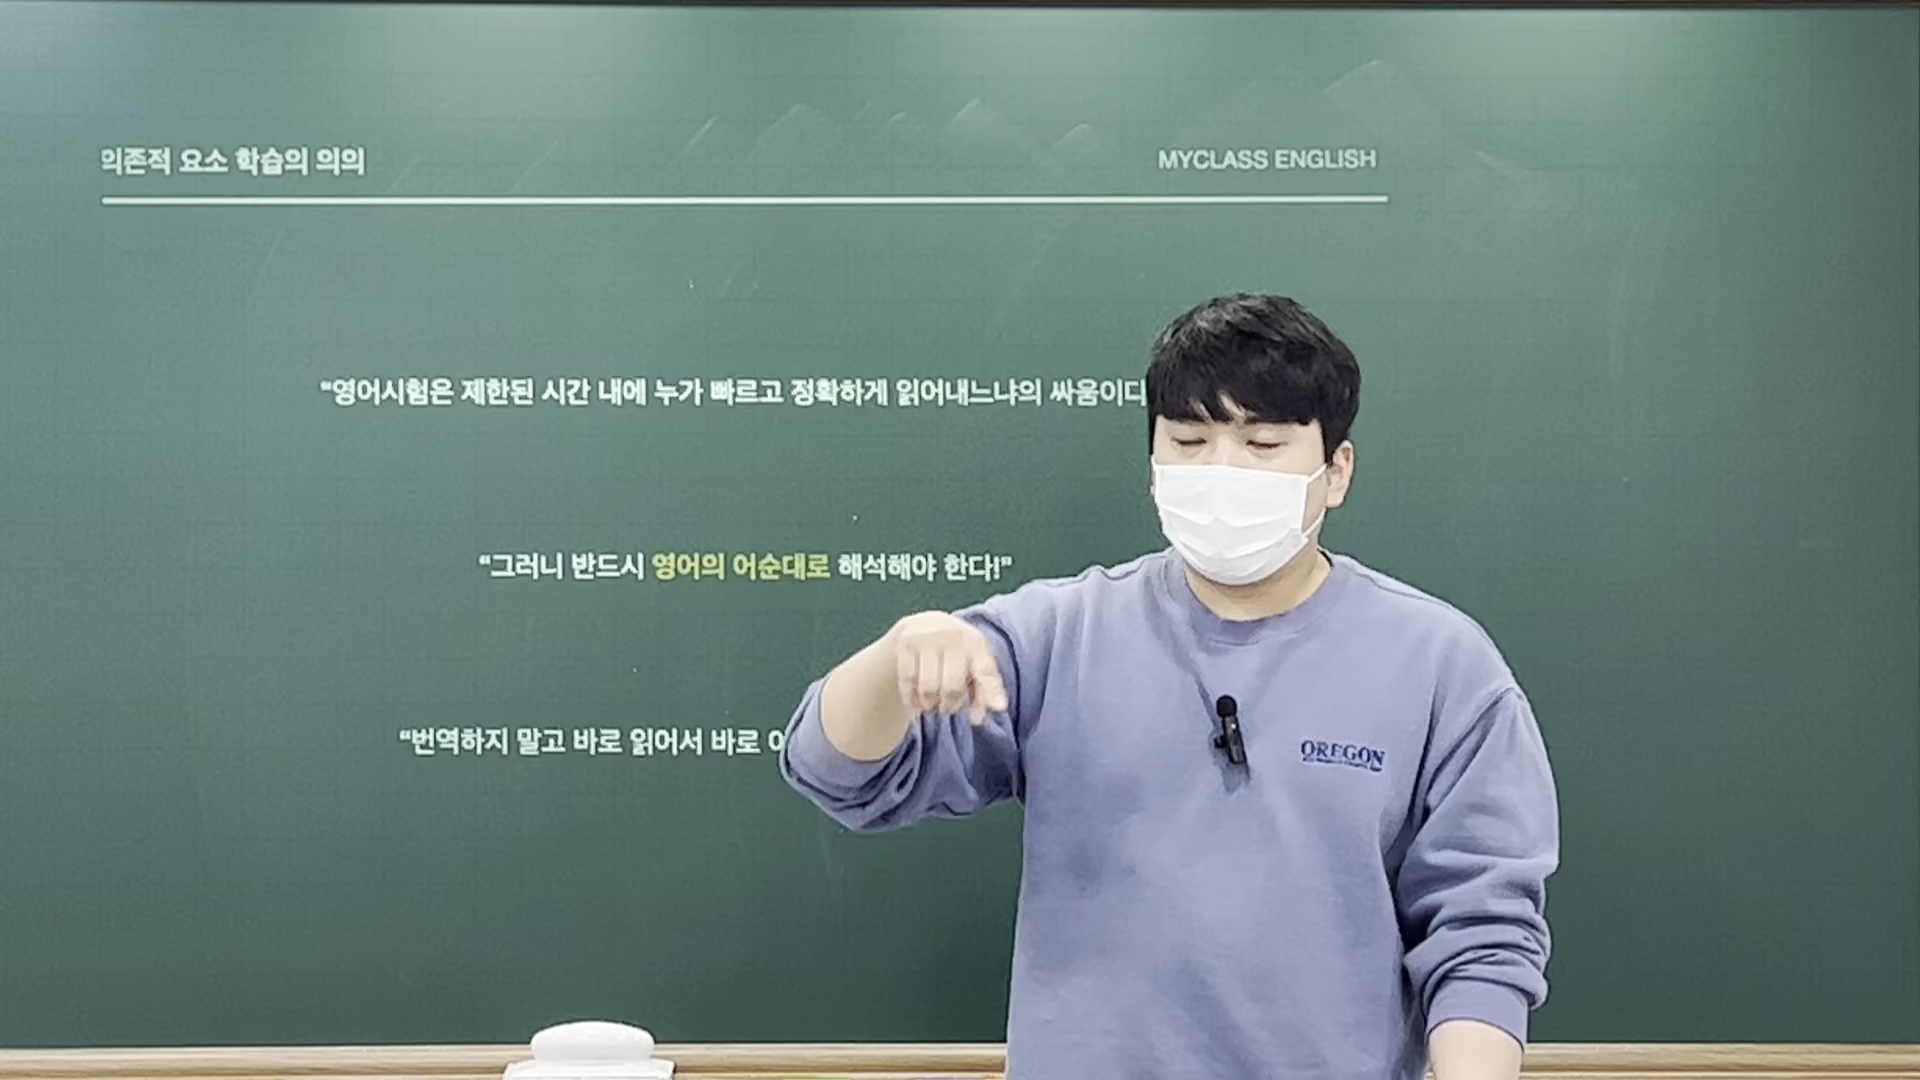 의존적 요소 학습의 의의
MYCLASS ENGLISH
“영어시험은 제한된 시간 내에 누가 빠르고 정확하게 읽어내느냐의 싸움이다
“그러니 반드시 영어의 어순대로 해석해야 한다!”
“번역하지 말고 바로 읽어서 바로
OREGON